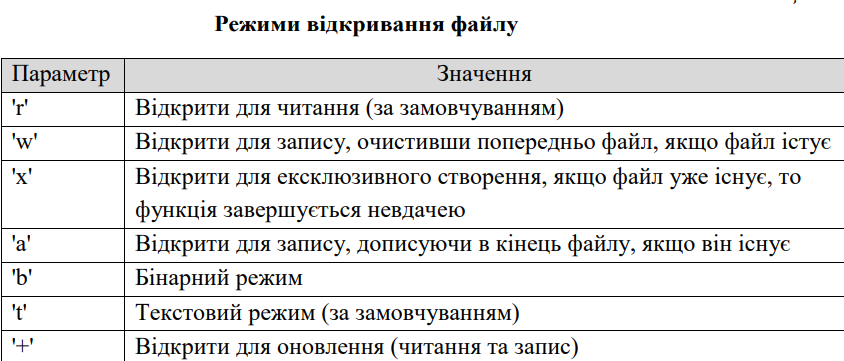 Режими відкривання файлу
Параметр Значення
'r' Відкрити для читання (за замовчуванням)
'w' Відкрити для запису, очистивши попередньо файл, якщо файл істує
'x' Відкрити для ексклюзивного створення, якщо файл уже існує, то
функція завершується невдачею
'a' Відкрити для запису, дописуючи в кінець файлу, якщо він існує
'b' Бінарний режим
't' Текстовий режим (за замовчуванням)
'+' Відкрити для оновлення (читання та запис)